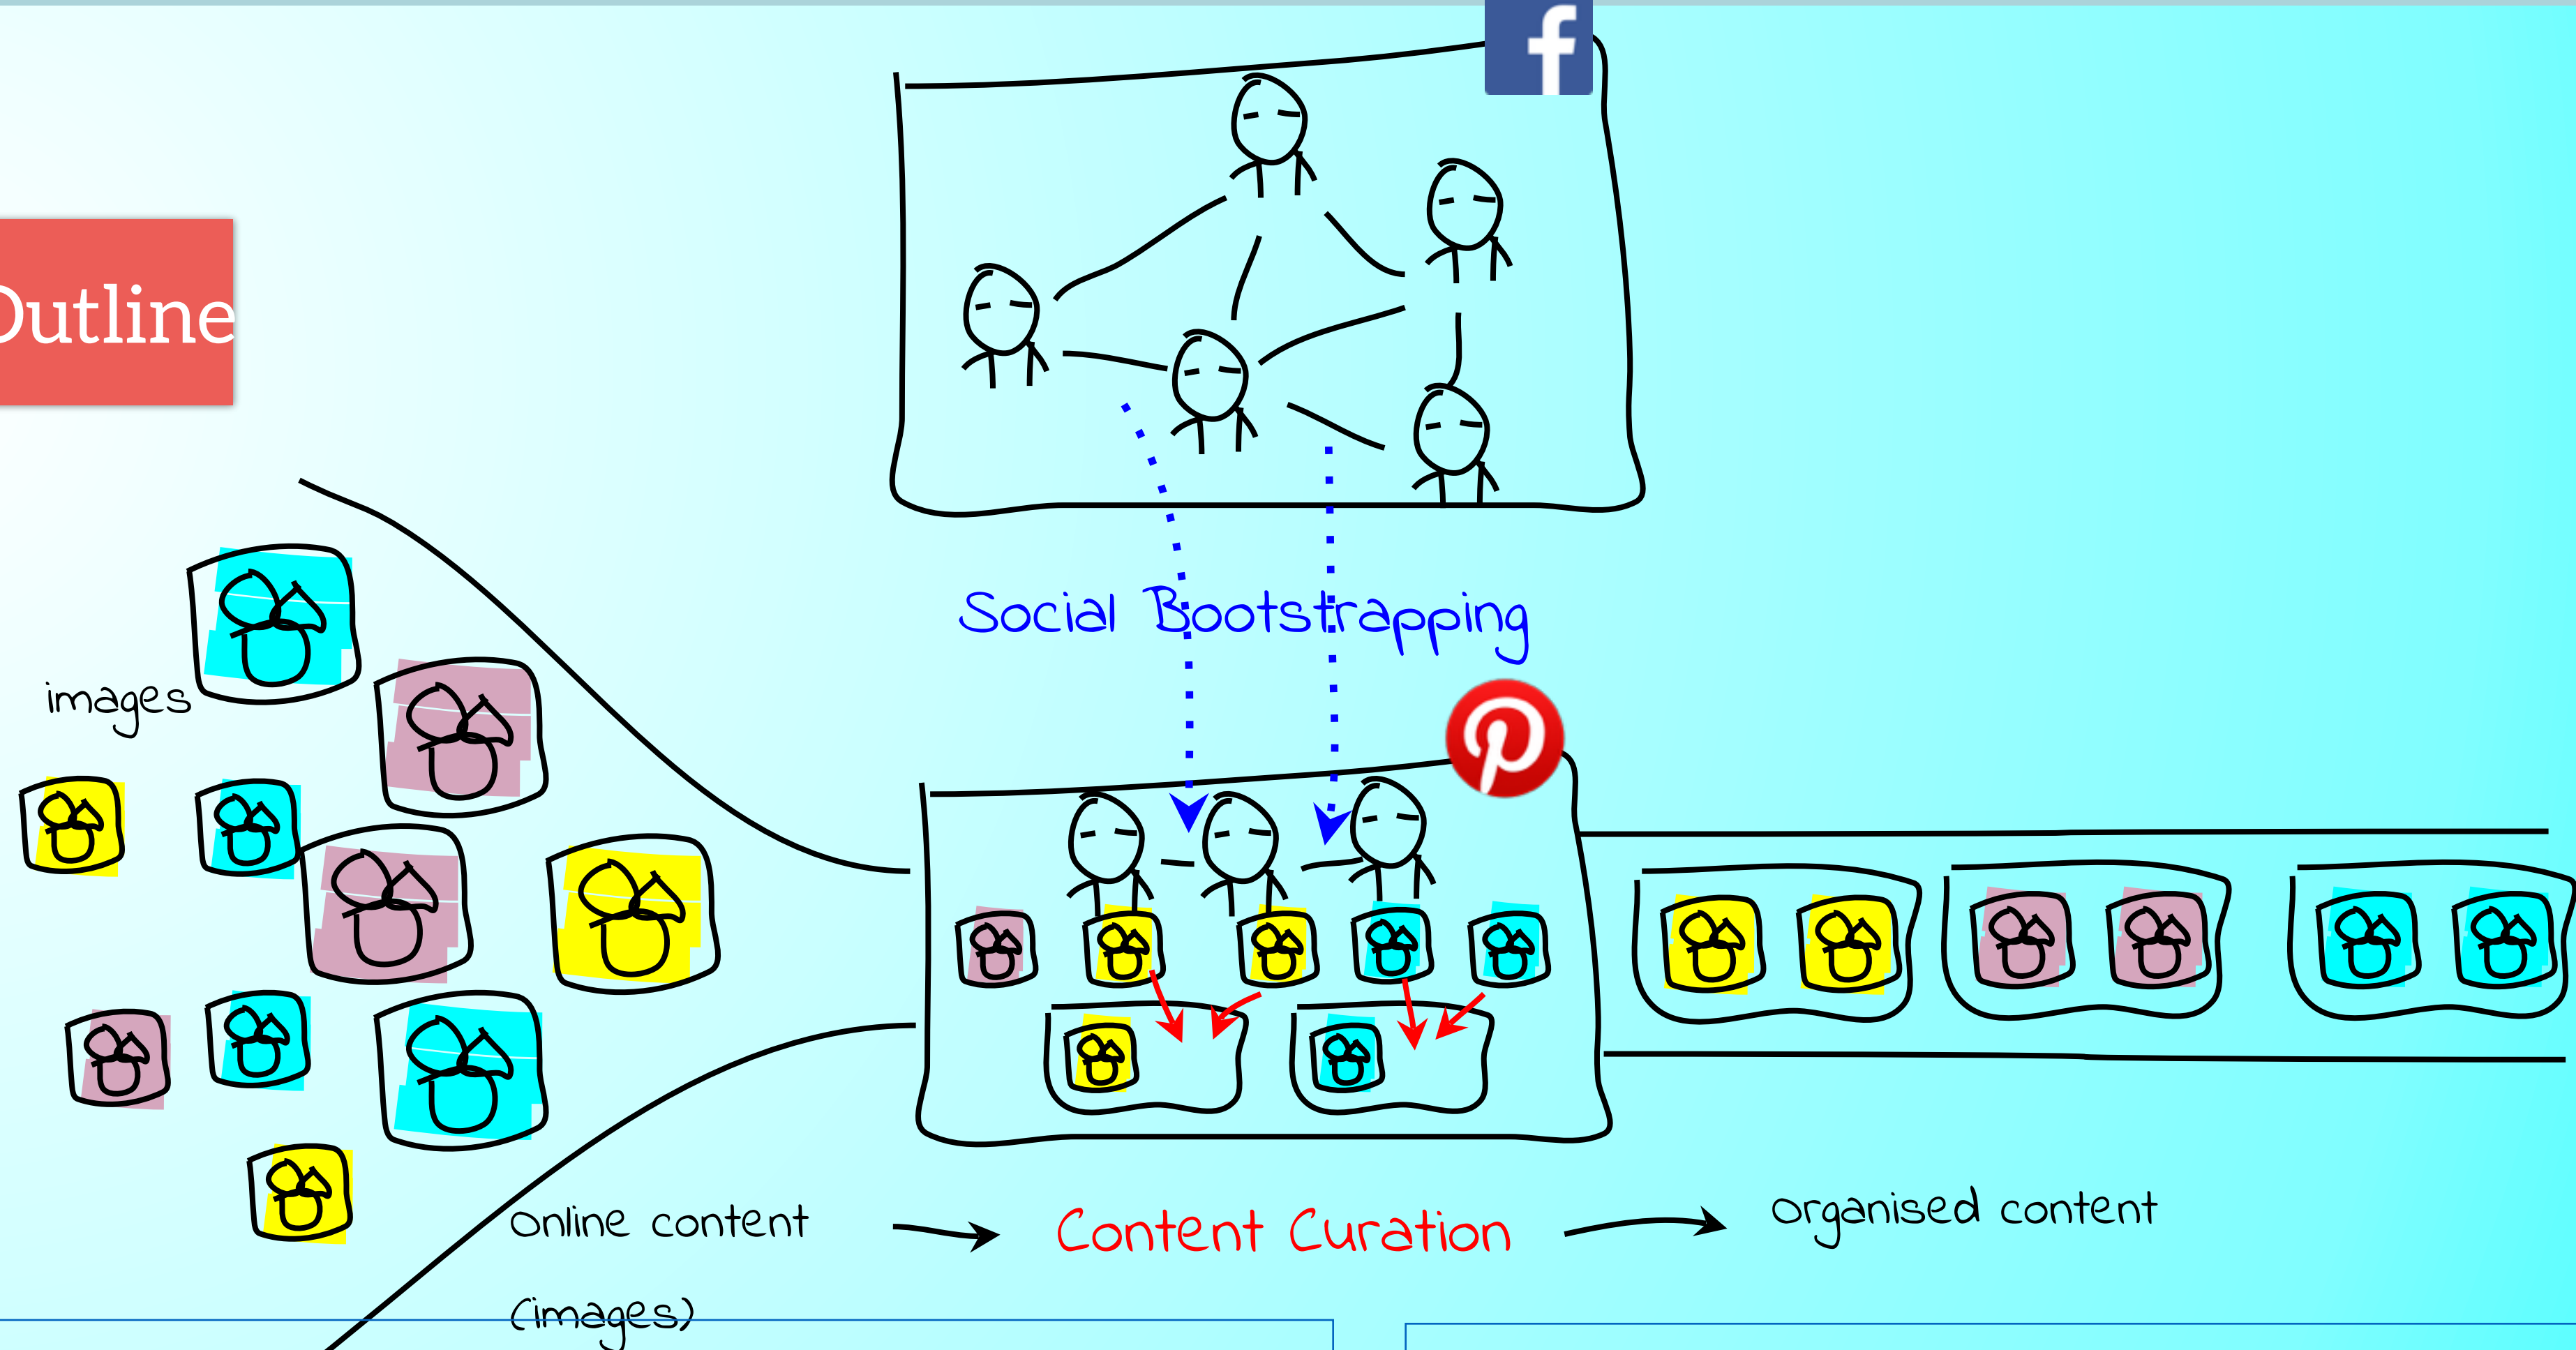 Outline
Social Bootstrapping
images
Online content
(images)
Content Curation
Organised content